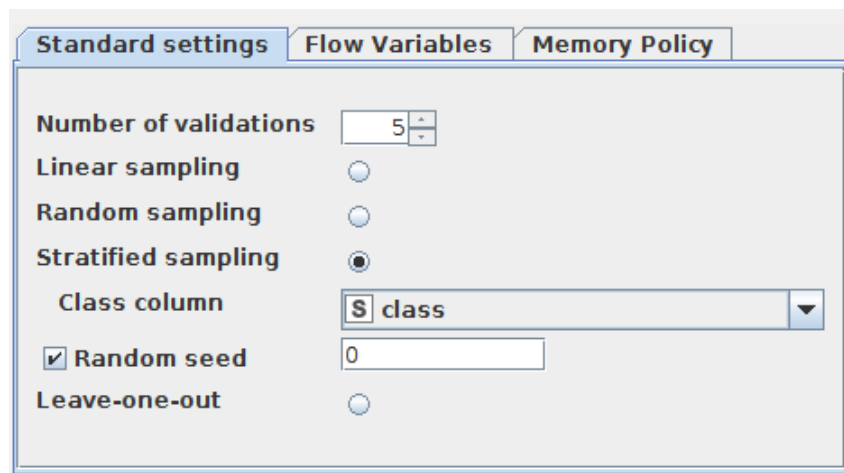 Standard settings Flow Variables Memory Policy
Number of validations 5
Linear sampling
Random sampling
Stratified sampling
Class column S class
Random seed 0
Leave-one-out